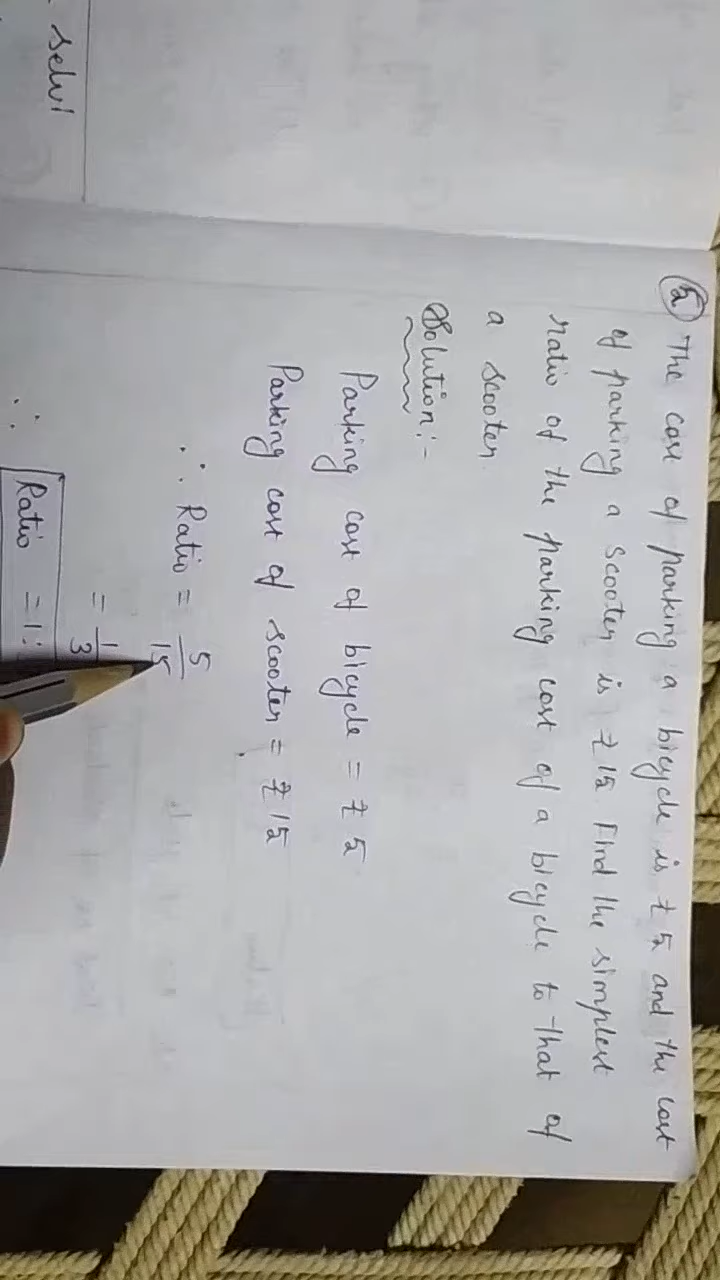 selvi
② The cost of parking a bicycle is ₹ 5 and the cost
of parking a scooter is ₹ 15. Find the simplest
ratio of the parking cost of a bicycle to that of
a scooter.
Solution:-
Parking cost of bicycle = ₹ 5
Parking cost of scooter = ₹ 15
∴ Ratio = 5/15
= 1/3
∴ Ratio = 1: